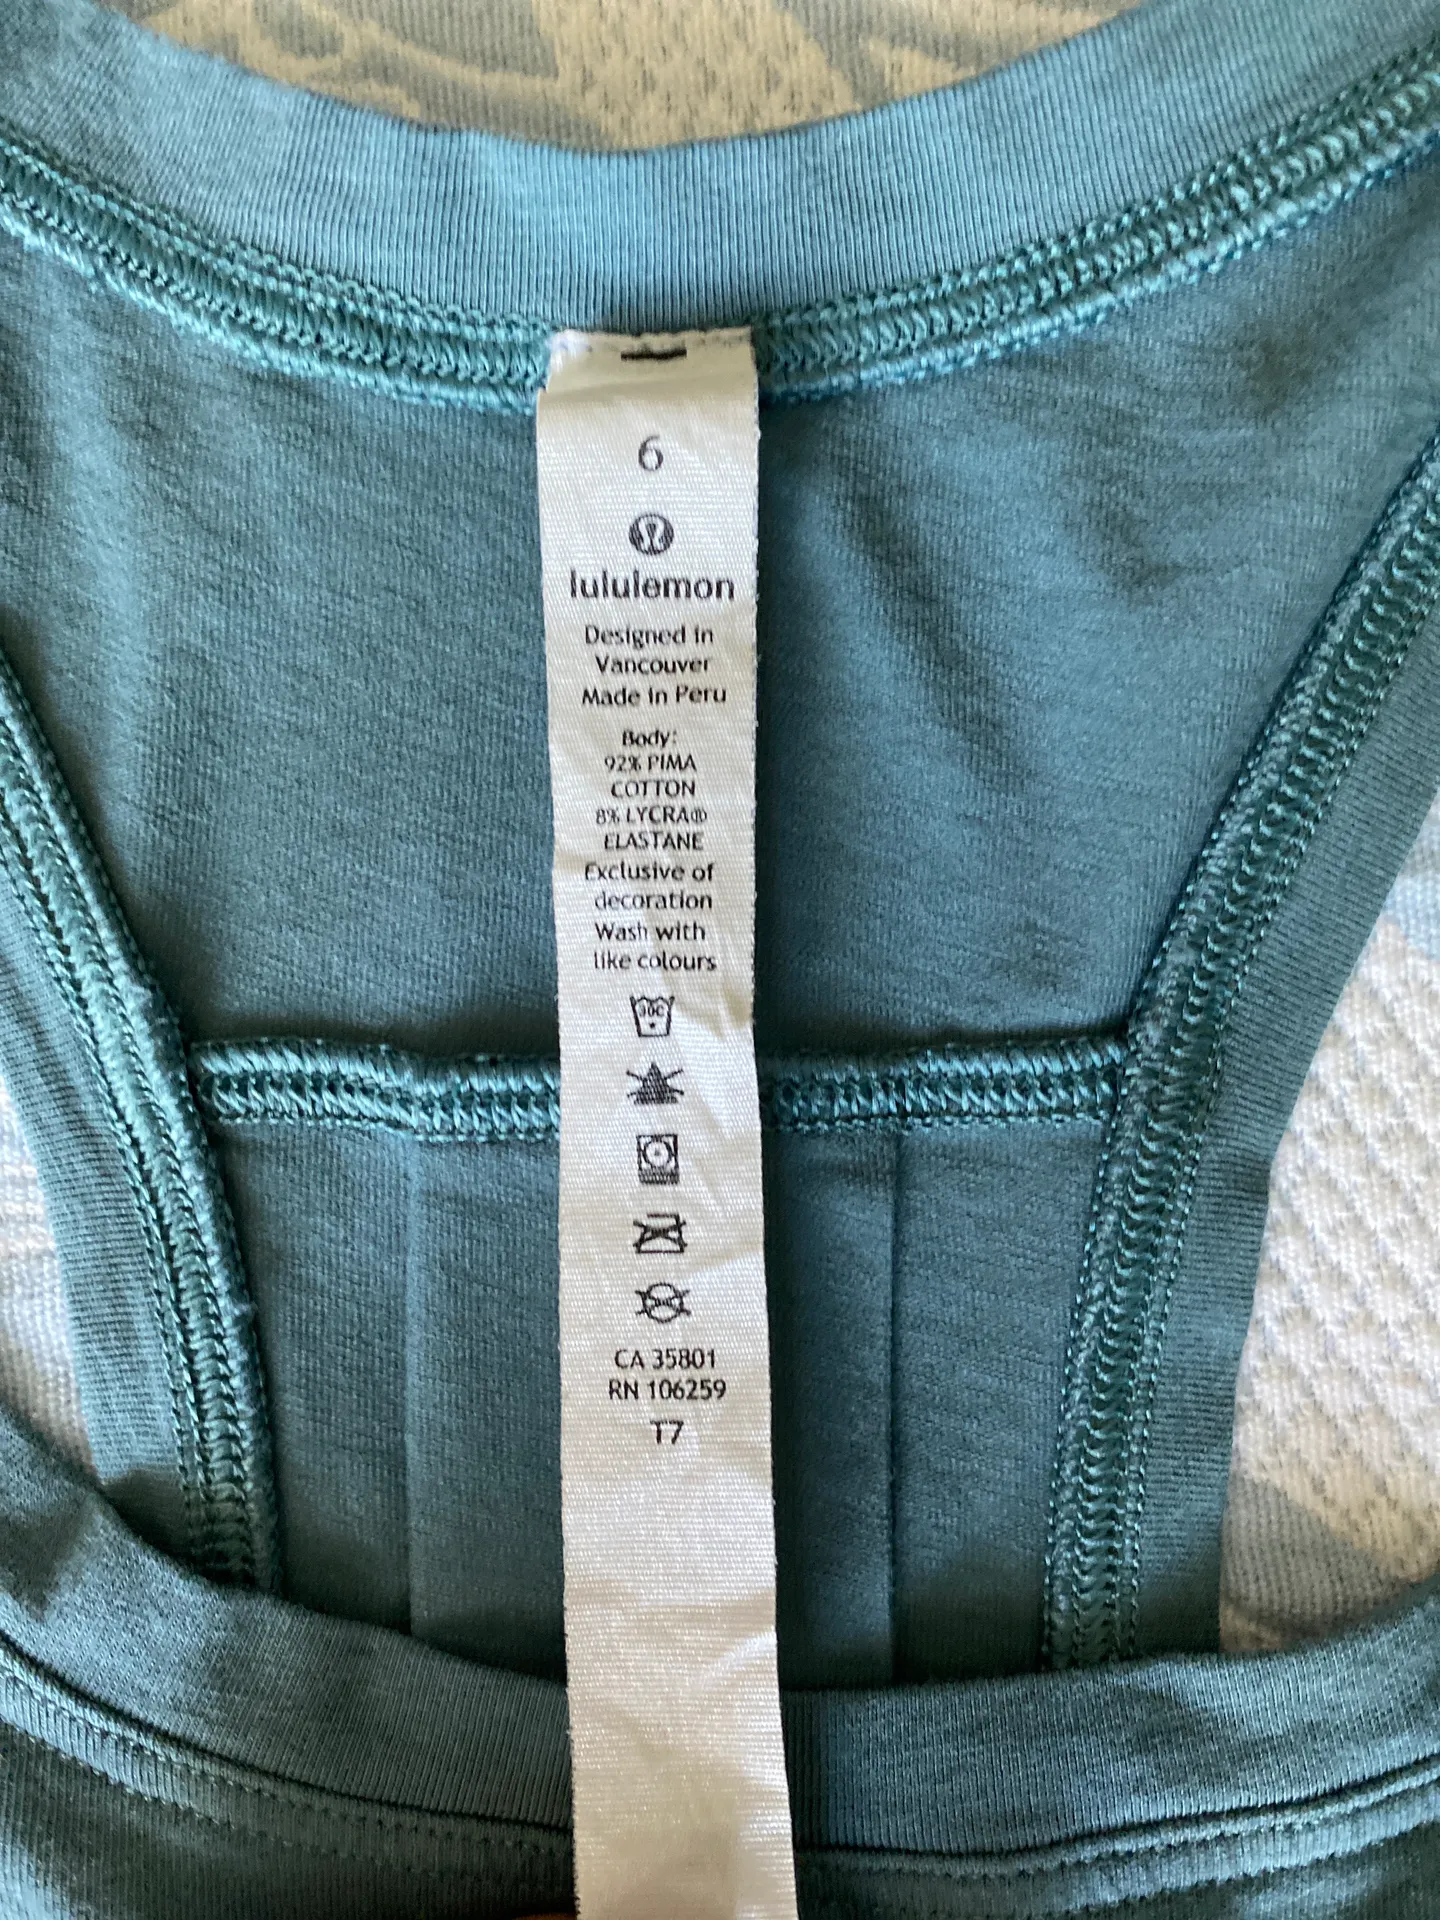 6
lululemon
Designed in
Vancouver
Made in Peru
Body:
92% PIMA
COTTON
8% LYCRA®
ELASTANE
Exclusive of
decoration
Wash with
like colours
30C
CA 35801
RN 106259
T7